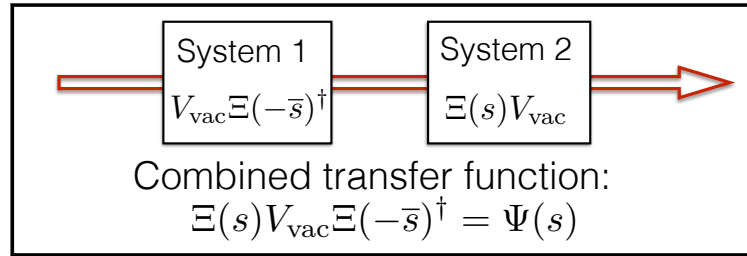 System 1
V_vac Ξ(−s̅)†
System 2
Ξ(s)V_vac
Combined transfer function:
Ξ(s)V_vac Ξ(−s̅)† = Ψ(s)